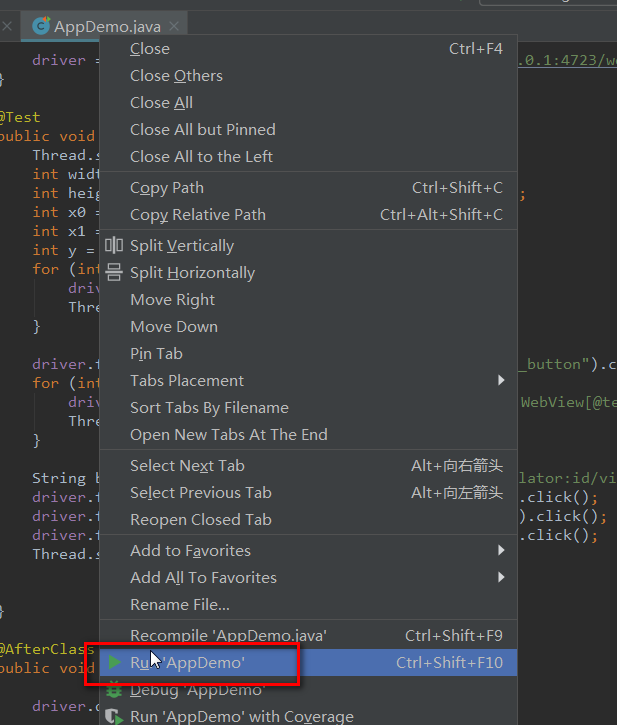 AppDemo.java
Close Ctrl+F4
driver = .0.1:4723/we
Close Others
}
Close All
@Test
Close All but Pinned
public void
Close All to the Left
Thread.s
int widt
Copy Path Ctrl+Shift+C
int heig ;
int x0 =
Copy Relative Path Ctrl+Alt+Shift+C
int x1 =
int y =
Split Vertically
for (int
Split Horizontally
driv
Move Right
Thre
}
Move Down
Pin Tab
driver.f _button").c
Tabs Placement
for (int
driv WebView[@te
Sort Tabs By Filename
Thre
}
Open New Tabs At The End
Select Next Tab Alt+向右箭头
String b lator:id/vi
Select Previous Tab Alt+向左箭头
driver.f .click();
driver.f ).click();
Reopen Closed Tab
driver.f .click();
Thread.s
Add to Favorites
Add All To Favorites
Rename File...
}
Recompile 'AppDemo.java' Ctrl+Shift+F9
@AfterClass
Run 'AppDemo' Ctrl+Shift+F10
public void
Debug 'AppDemo'
driver.
Run 'AppDemo' with Coverage